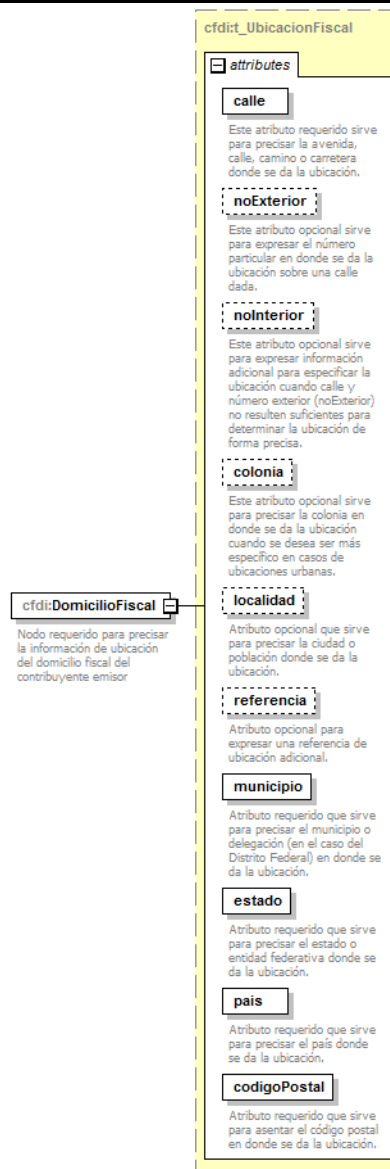 cfdi:t_UbicacionFiscal
attributes
calle
Este atributo requerido sirve
para precisar la avenida,
calle, camino o carretera
donde se da la ubicación.
noExterior
Este atributo opcional sirve
para expresar el número
particular en donde se da la
ubicación sobre una calle
dada.
noInterior
Este atributo opcional sirve
para expresar información
adicional para especificar la
ubicación cuando calle y
número exterior (noExterior)
no resulten suficientes para
determinar la ubicación de
forma precisa.
colonia
Este atributo opcional sirve
para precisar la colonia en
donde se da la ubicación
cuando se desea ser más
específico en casos de
ubicaciones urbanas.
cfdi:DomicilioFiscal
Nodo requerido para precisar
la información de ubicación
del domicilio fiscal del
contribuyente emisor
localidad
Atributo opcional que sirve
para precisar la ciudad o
población donde se da la
ubicación.
referencia
Atributo opcional para
expresar una referencia de
ubicación adicional.
municipio
Atributo requerido que sirve
para precisar el municipio o
delegación (en el caso del
Distrito Federal) en donde se
da la ubicación.
estado
Atributo requerido que sirve
para precisar el estado o
entidad federativa donde se
da la ubicación.
pais
Atributo requerido que sirve
para precisar el país donde
se da la ubicación.
codigoPostal
Atributo requerido que sirve
para asentar el código postal
en donde se da la ubicación.